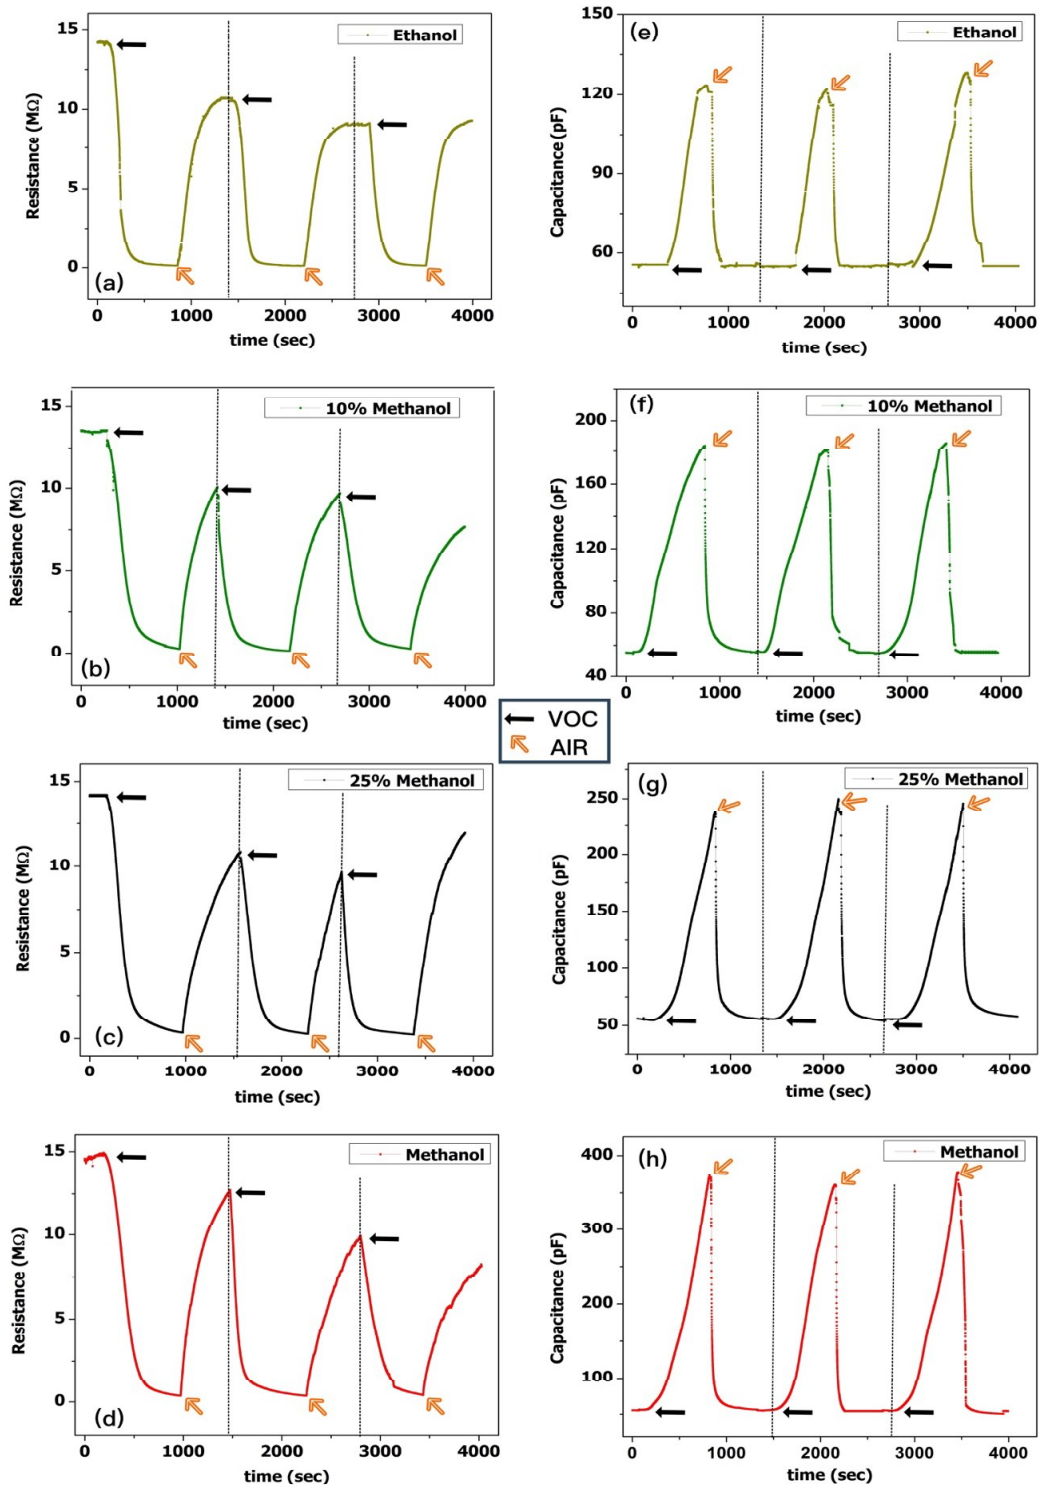 Ethanol
15
10
5
0
Resistance (MΩ)
(a)
0 1000 2000 3000 4000
time (sec)
(e)
Ethanol
150
120
90
60
Capacitance(pF)
0 1000 2000 3000 4000
time (sec)
10% Methanol
15
10
5
0
Resistance (MΩ)
(b)
0 1000 2000 3000 4000
time (sec)
(f)
10% Methanol
200
160
120
80
40
Capacitance (pF)
0 1000 2000 3000 4000
time (sec)
VOC
AIR
25% Methanol
15
10
5
0
Resistance (MΩ)
(c)
0 1000 2000 3000 4000
time (sec)
(g)
25% Methanol
250
200
150
100
50
Capacitance (pF)
0 1000 2000 3000 4000
time (sec)
Methanol
15
10
5
0
Resistance (MΩ)
(d)
0 1000 2000 3000 4000
time (sec)
(h)
Methanol
400
300
200
100
Capacitance (pF)
0 1000 2000 3000 4000
time (sec)